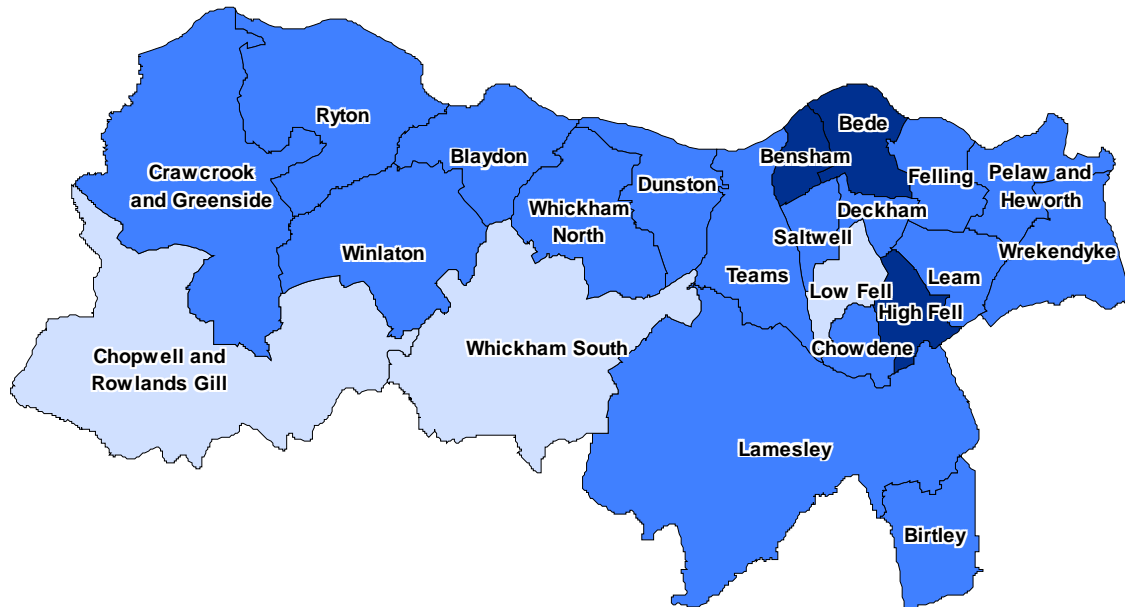 Ryton
Bede
Blaydon
Bensham
Crawcrook
and Greenside
Felling
Pelaw and
Heworth
Dunston
Whickham
North
Deckham
Saltwell
Winlaton
Wrekendyke
Teams
Leam
Low Fell
High Fell
Chopwell and
Rowlands Gill
Whickham South
Chowdene
Lamesley
Birtley